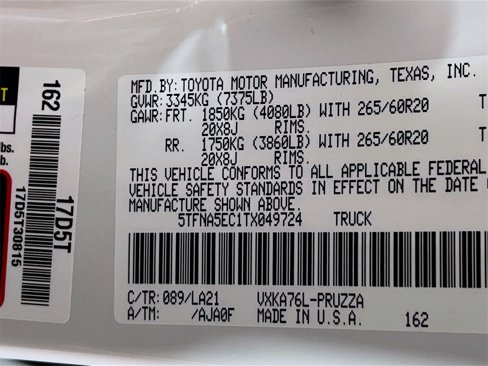 MFD.BY:TOYOTA MOTOR MANUFACTURING, TEXAS, INC.
GVWR:3345KG (7375LB)
GAWR:FRT. 1850KG (4080LB) WITH 265/60R20
20X8J RIMS.
RR. 1750KG (3860LB) WITH 265/60R20
20X8J RIMS.
THIS VEHICLE CONFORMS TO ALL APPLICABLE FEDERAL
VEHICLE SAFETY STANDARDS IN EFFECT ON THE DATE
MANUFACTURE SHOWN ABOVE.
5TFNA5EC1TX049724 TRUCK
C/TR:089/LA21 VXKA76L-PRUZZA
A/TM: /AJA0F MADE IN U.S.A. 162
162
17D5T
17D5T30815
lbs.
b.